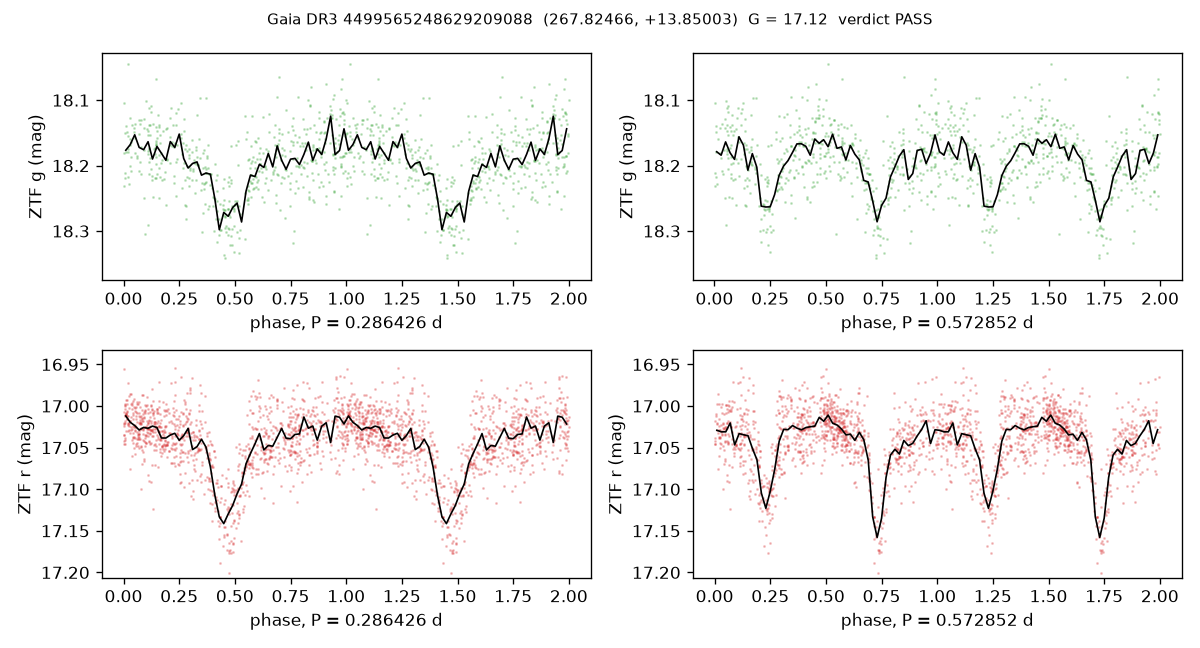 Gaia DR3 4499565248629209088  (267.82466, +13.85003)  G = 17.12  verdict PASS
ZTF g (mag)
18.1
18.2
18.3
0.00 0.25 0.50 0.75 1.00 1.25 1.50 1.75 2.00
phase, P = 0.286426 d
ZTF g (mag)
18.1
18.2
18.3
0.00 0.25 0.50 0.75 1.00 1.25 1.50 1.75 2.00
phase, P = 0.572852 d
ZTF r (mag)
16.95
17.00
17.05
17.10
17.15
17.20
0.00 0.25 0.50 0.75 1.00 1.25 1.50 1.75 2.00
phase, P = 0.286426 d
ZTF r (mag)
16.95
17.00
17.05
17.10
17.15
17.20
0.00 0.25 0.50 0.75 1.00 1.25 1.50 1.75 2.00
phase, P = 0.572852 d